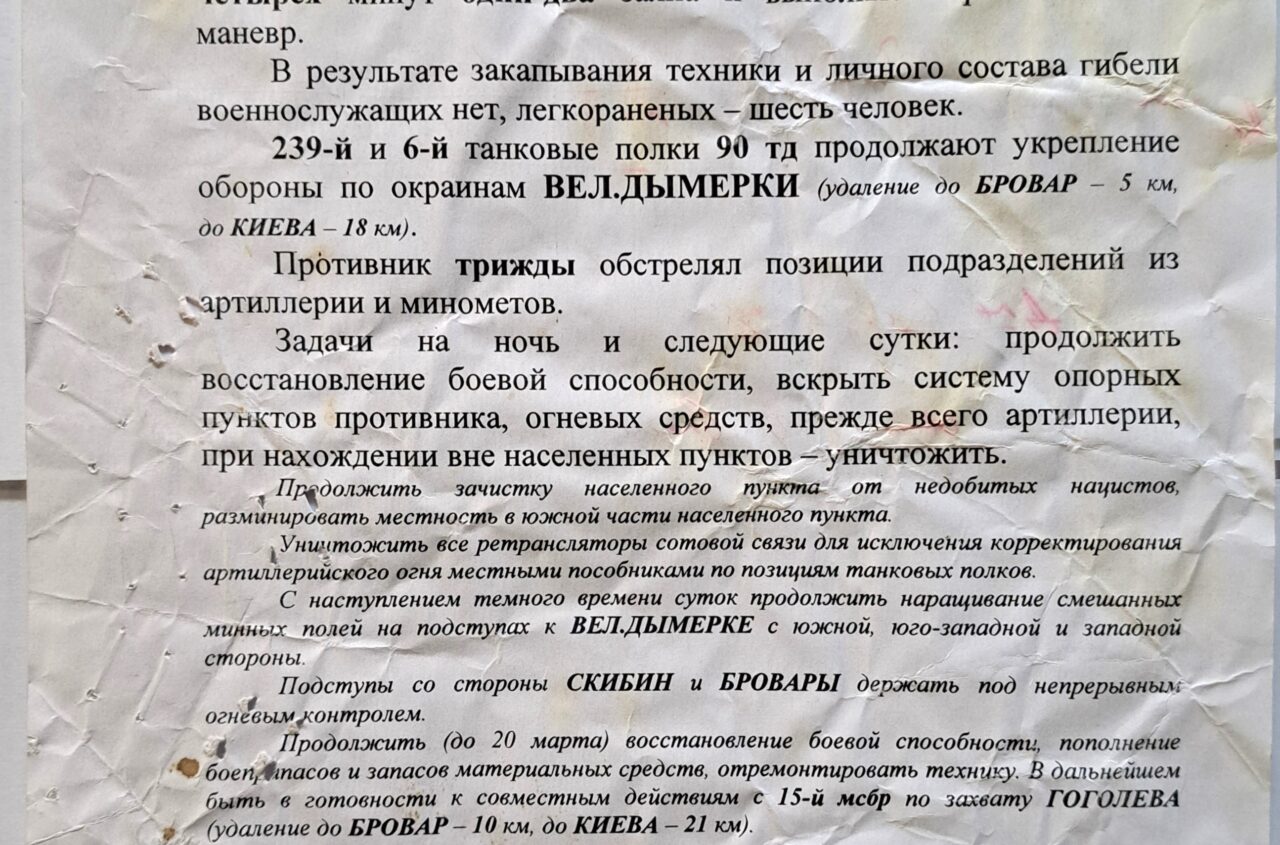 четырех минут один-два залпа и
маневр.
В результате закапывания техники и личного состава гибели
военнослужащих нет, легкораненых – шесть человек.
239-й и 6-й танковые полки 90 тд продолжают укрепление
обороны по окраинам ВЕЛ.ДЫМЕРКИ (удаление до БРОВАР – 5 км,
до КИЕВА – 18 км).
Противник трижды обстрелял позиции подразделений из
артиллерии и минометов.
Задачи на ночь и следующие сутки: продолжить
восстановление боевой способности, вскрыть систему опорных
пунктов противника, огневых средств, прежде всего артиллерии,
при нахождении вне населенных пунктов – уничтожить.
Продолжить зачистку населенного пункта от недобитых нацистов,
разминировать местность в южной части населенного пункта.
Уничтожить все ретрансляторы сотовой связи для исключения корректирования
артиллерийского огня местными пособниками по позициям танковых полков.
С наступлением темного времени суток продолжить наращивание смешанных
минных полей на подступах к ВЕЛ.ДЫМЕРКЕ с южной, юго-западной и западной
стороны.
Подступы со стороны СКИБИН и БРОВАРЫ держать под непрерывным
огневым контролем.
Продолжить (до 20 марта) восстановление боевой способности, пополнение
боеприпасов и запасов материальных средств, отремонтировать технику. В дальнейшем
быть в готовности к совместным действиям с 15-й мсбр по захвату ГОГОЛЕВА
(удаление до БРОВАР – 10 км, до КИЕВА – 21 км).